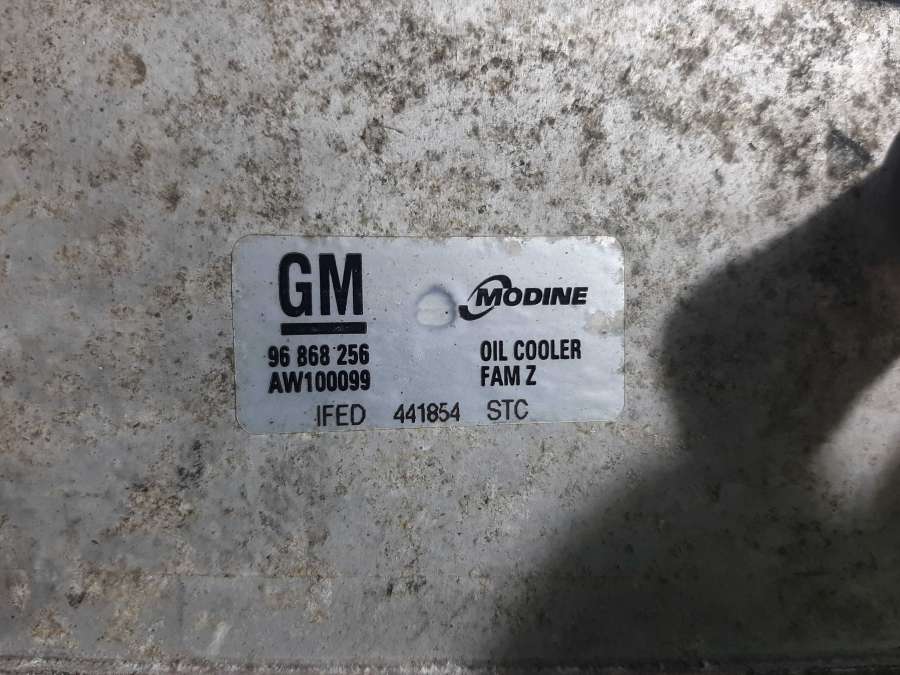 GM
MODINE
96 868 256
OIL COOLER
AW100099
FAM Z
IFED 441854 STC